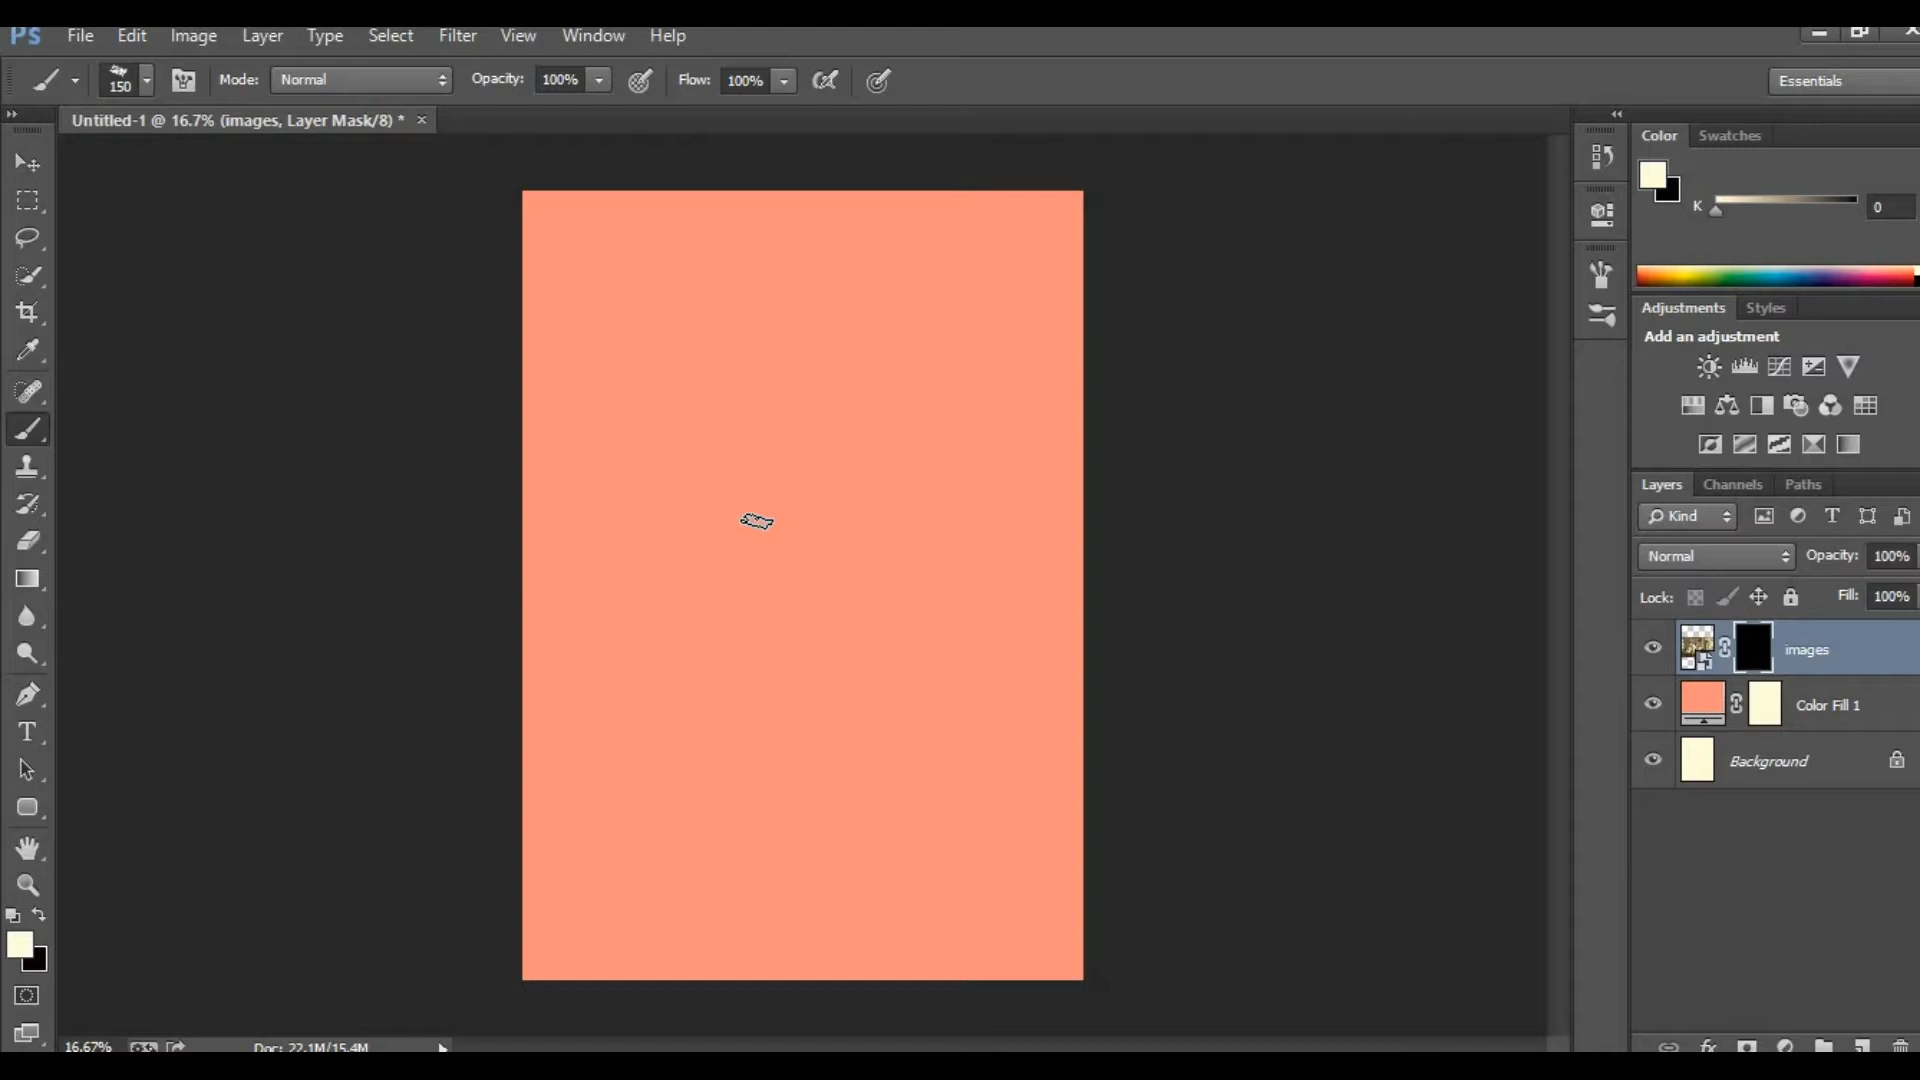 Ps File Edit Image Layer Type Select Filter View Window Help
150 Mode: Normal Opacity: 100% Flow: 100% Essentials
Untitled-1 @ 16.7% (images, Layer Mask/8) * ×
Color Swatches
K 0
Adjustments Styles
Add an adjustment
Layers Channels Paths
Kind
Normal Opacity: 100%
Lock: Fill: 100%
images
Color Fill 1
Background
16.67% Doc: 22.1M/15.4M